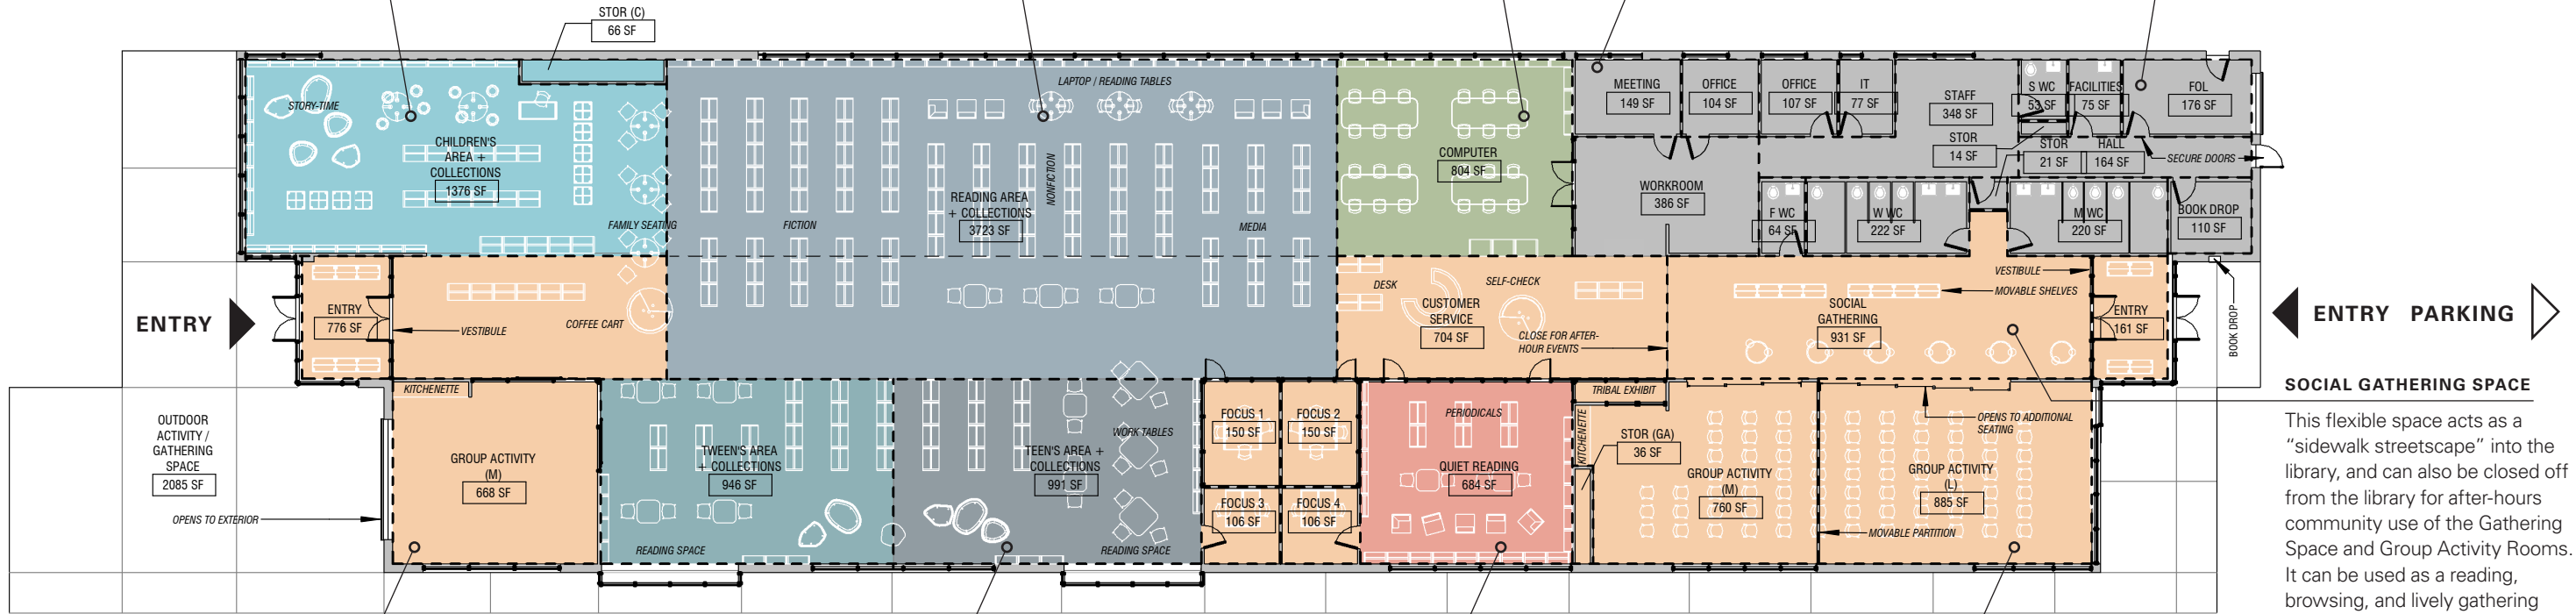 STOR (C)
66 SF
STORY-TIME
CHILDREN'S
AREA +
COLLECTIONS
1376 SF
FAMILY SEATING
LAPTOP / READING TABLES
FICTION
NONFICTION
READING AREA
+ COLLECTIONS
3723 SF
MEDIA
COMPUTER
804 SF
MEETING
149 SF
OFFICE
104 SF
OFFICE
107 SF
IT
77 SF
STAFF
348 SF
S WC
53 SF
FACILITIES
75 SF
FOL
176 SF
STOR
14 SF
STOR
21 SF
HALL
164 SF
SECURE DOORS
WORKROOM
386 SF
F WC
64 SF
W WC
222 SF
M WC
220 SF
BOOK DROP
110 SF
ENTRY
ENTRY
776 SF
VESTIBULE
COFFEE CART
DESK
SELF-CHECK
CUSTOMER
SERVICE
704 SF
CLOSE FOR AFTER-
HOUR EVENTS
SOCIAL
GATHERING
931 SF
VESTIBULE
MOVABLE SHELVES
ENTRY
161 SF
BOOK DROP
ENTRY PARKING
OUTDOOR
ACTIVITY /
GATHERING
SPACE
2085 SF
OPENS TO EXTERIOR
KITCHENETTE
GROUP ACTIVITY
(M)
668 SF
TWEEN'S AREA
+ COLLECTIONS
946 SF
READING SPACE
TEEN'S AREA +
COLLECTIONS
991 SF
WORK TABLES
READING SPACE
FOCUS 1
150 SF
FOCUS 2
150 SF
FOCUS 3
106 SF
FOCUS 4
106 SF
PERIODICALS
QUIET READING
684 SF
TRIBAL EXHIBIT
KITCHENETTE
STOR (GA)
36 SF
GROUP ACTIVITY
(M)
760 SF
GROUP ACTIVITY
(L)
885 SF
OPENS TO ADDITIONAL
SEATING
MOVABLE PARTITION
SOCIAL GATHERING SPACE
This flexible space acts as a
“sidewalk streetscape” into the
library, and can also be closed off
from the library for after-hours
community use of the Gathering
Space and Group Activity Rooms.
It can be used as a reading,
browsing, and lively gathering